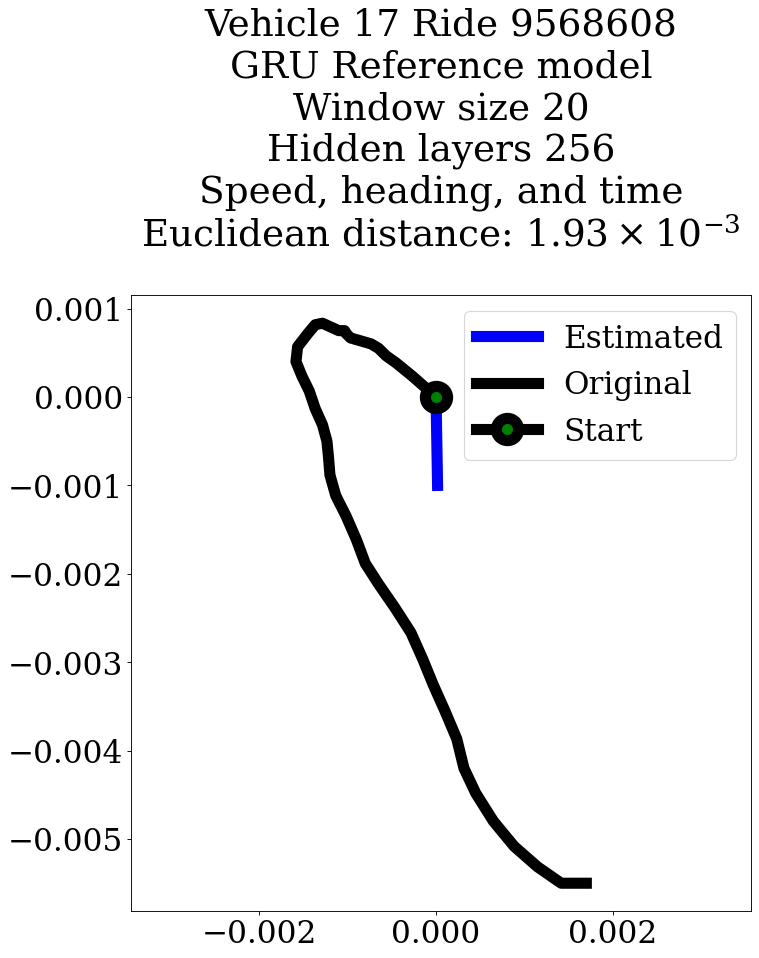 Vehicle 17 Ride 9568608
GRU Reference model
Window size 20
Hidden layers 256
Speed, heading, and time
Euclidean distance: 1.93 × 10⁻³
0.001
0.000
−0.001
−0.002
−0.003
−0.004
−0.005
Estimated
Original
Start
−0.002
0.000
0.002